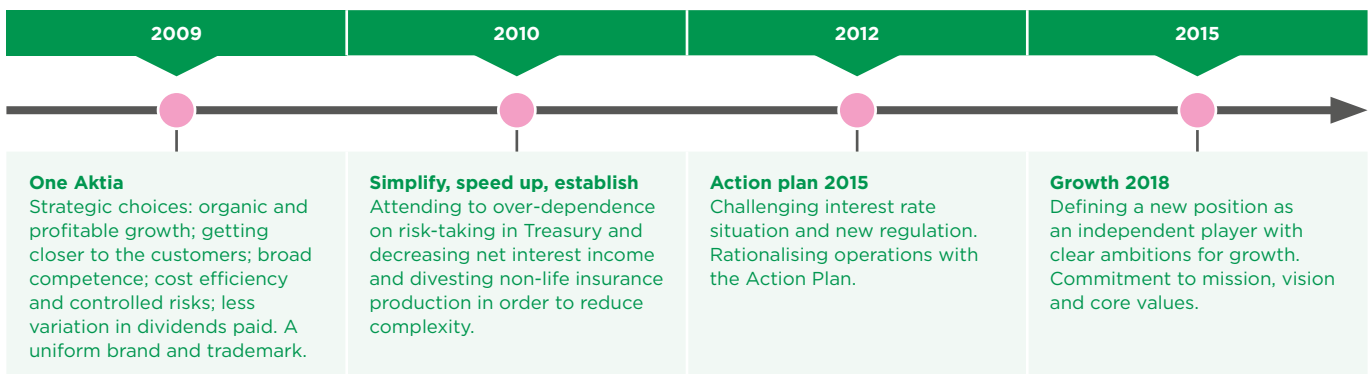 2009
2010
2012
2015
One Aktia
Strategic choices: organic and
profitable growth; getting
closer to the customers; broad
competence; cost efficiency
and controlled risks; less
variation in dividends paid. A
uniform brand and trademark.
Simplify, speed up, establish
Attending to over-dependence
on risk-taking in Treasury and
decreasing net interest income
and divesting non-life insurance
production in order to reduce
complexity.
Action plan 2015
Challenging interest rate
situation and new regulation.
Rationalising operations with
the Action Plan.
Growth 2018
Defining a new position as
an independent player with
clear ambitions for growth.
Commitment to mission, vision
and core values.